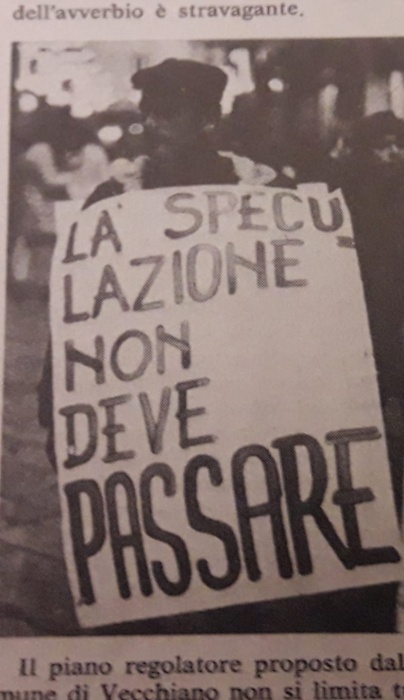 dell'avverbio è stravagante.
LA SPECU-
LAZIONE
NON
DEVE
PASSARE
Il piano regolatore proposto dal
mune di Vecchiano non si limita